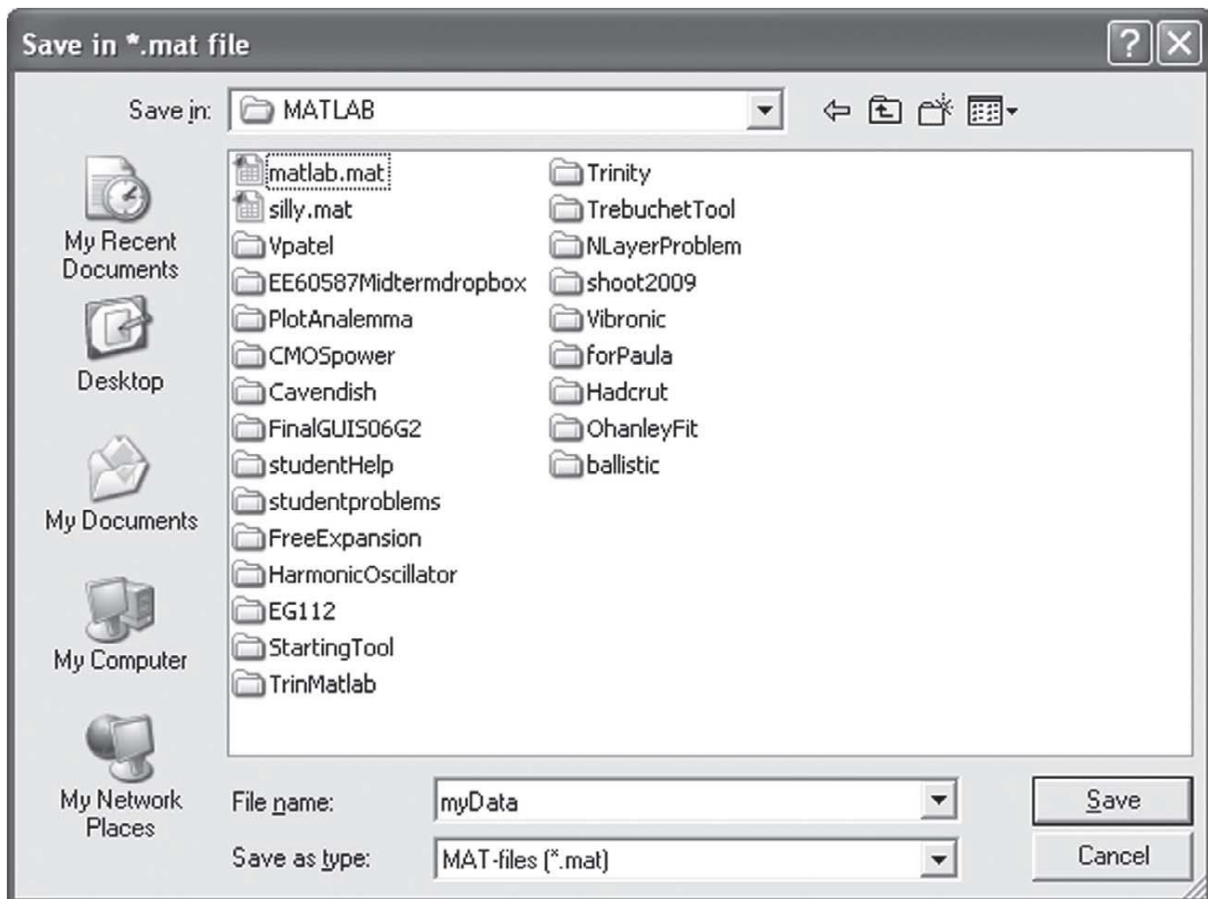 Save in *.mat file
Save in:
MATLAB
My Recent
Documents
Desktop
My Documents
My Computer
My Network
Places
matlab.mat
silly.mat
Vpatel
EE60587Midtermdropbox
PlotAnalemma
CMOSpower
Cavendish
FinalGUIS06G2
studentHelp
studentproblems
FreeExpansion
HarmonicOscillator
EG112
StartingTool
TrinMatlab
Trinity
TrebuchetTool
NLayerProblem
shoot2009
Vibronic
forPaula
Hadcrut
OhanleyFit
ballistic
File name:
myData
Save
Save as type:
MAT-files (*.mat)
Cancel